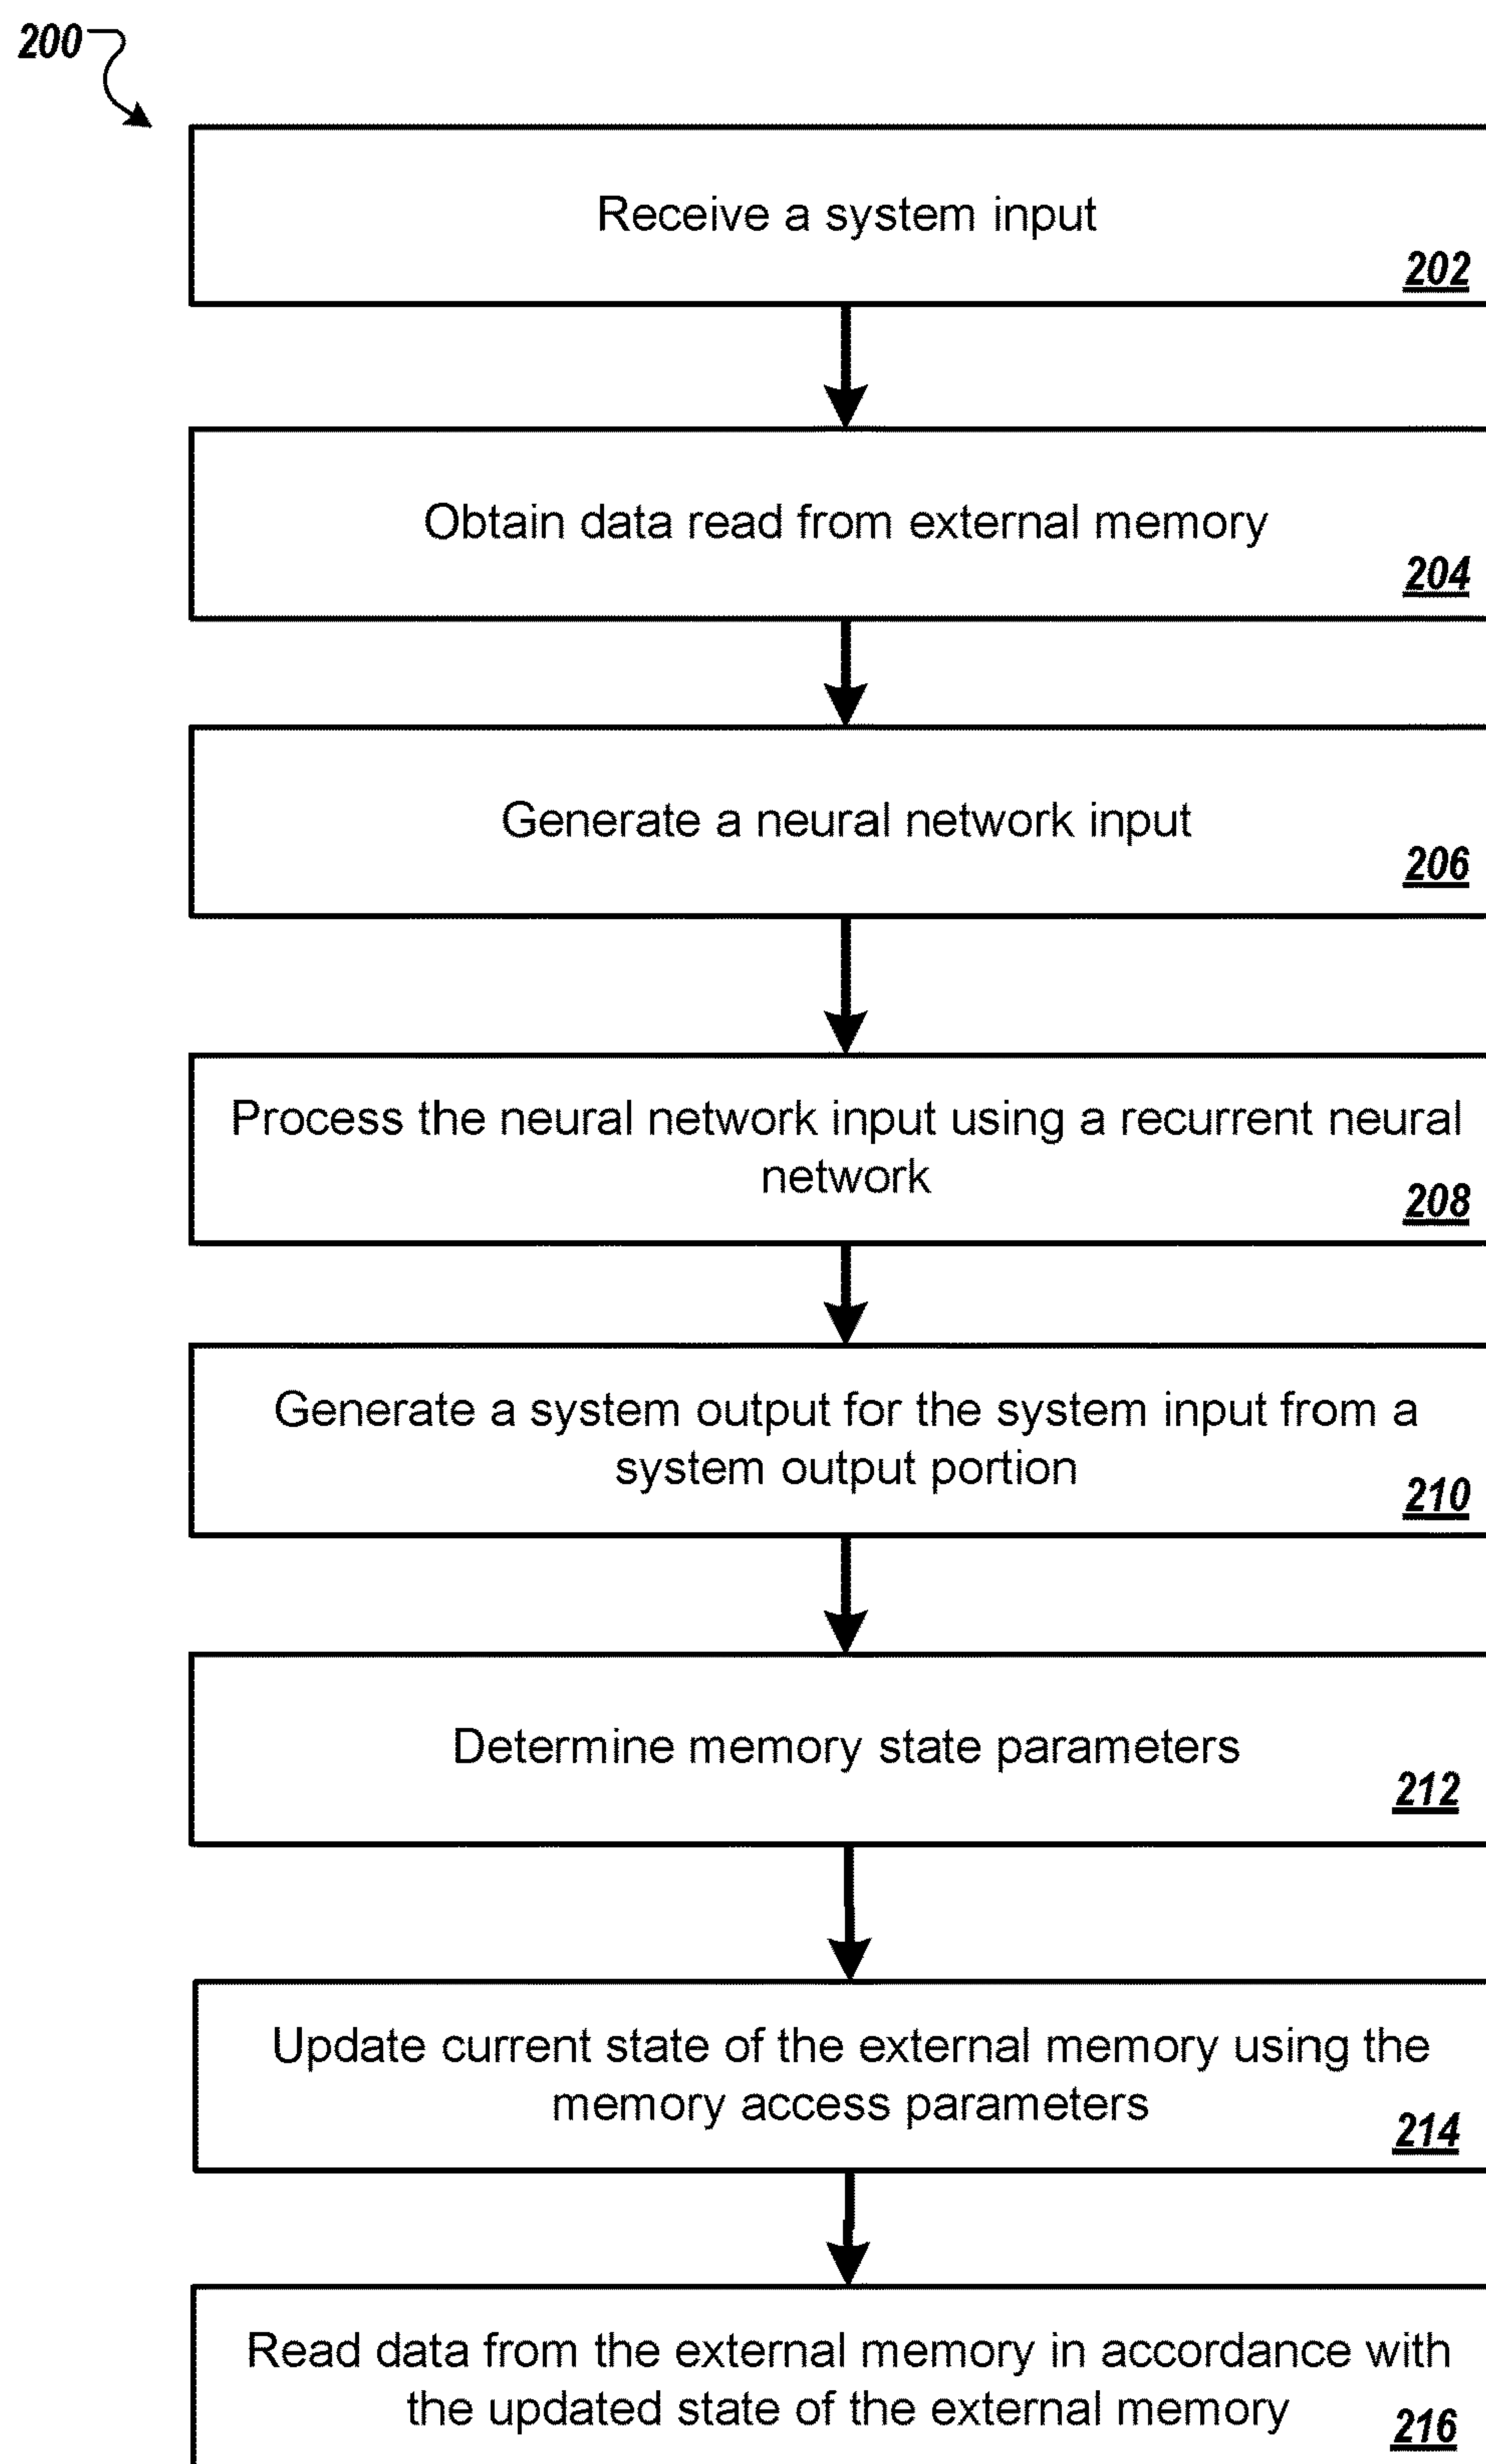 200
Receive a system input
202
Obtain data read from external memory
204
Generate a neural network input
206
Process the neural network input using a recurrent neural
network
208
Generate a system output for the system input from a
system output portion
210
Determine memory state parameters
212
Update current state of the external memory using the
memory access parameters
214
Read data from the external memory in accordance with
the updated state of the external memory
216